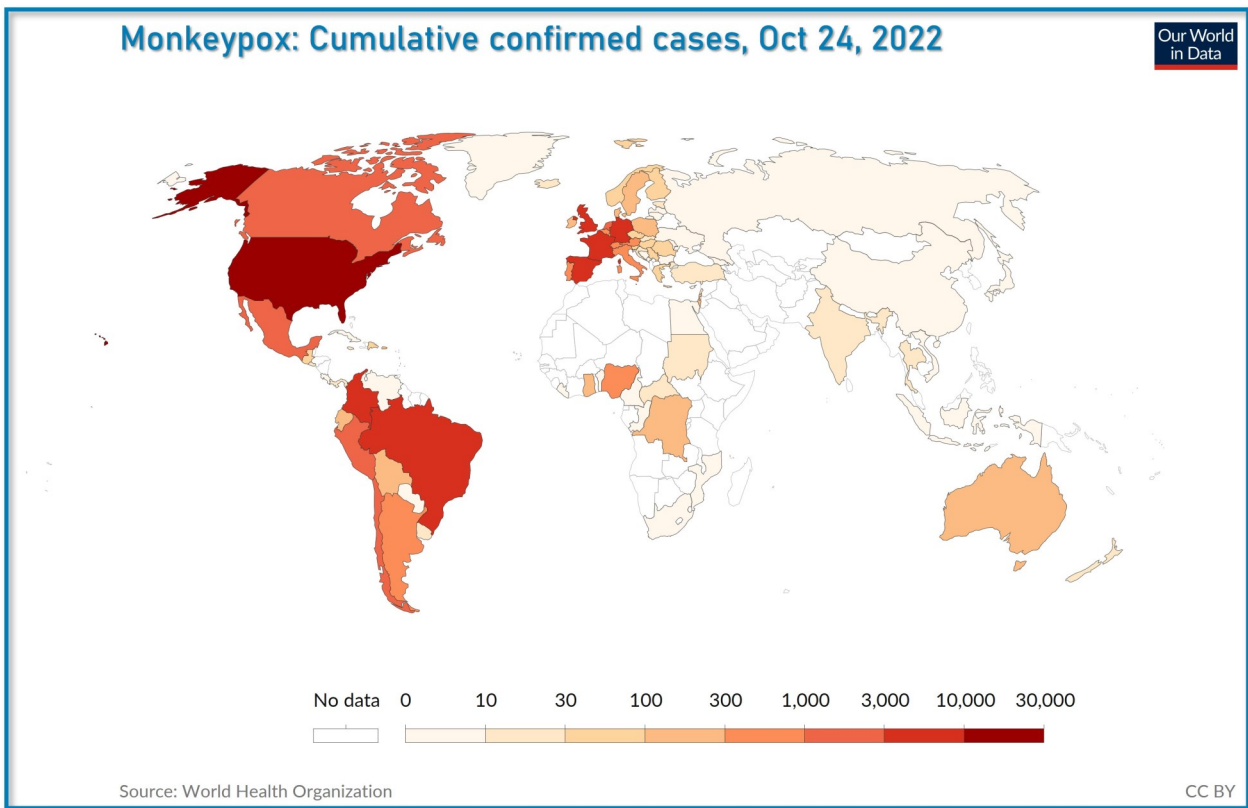 Monkeypox: Cumulative confirmed cases, Oct 24, 2022
Our World
in Data
No data 0 10 30 100 300 1,000 3,000 10,000 30,000
Source: World Health Organization
CC BY